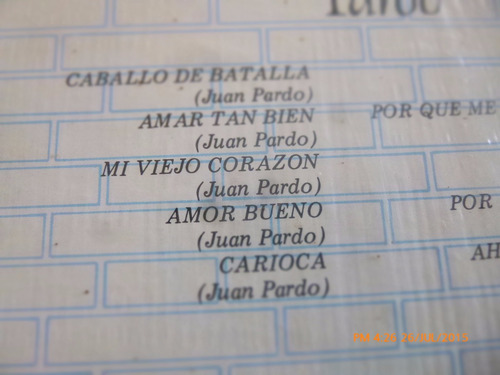 CABALLO DE BATALLA
(Juan Pardo)
AMAR TAN BIEN
(Juan Pardo)
MI VIEJO CORAZON
(Juan Pardo)
AMOR BUENO
(Juan Pardo)
CARIOCA
(Juan Pardo)
POR QUE ME
POR
AH